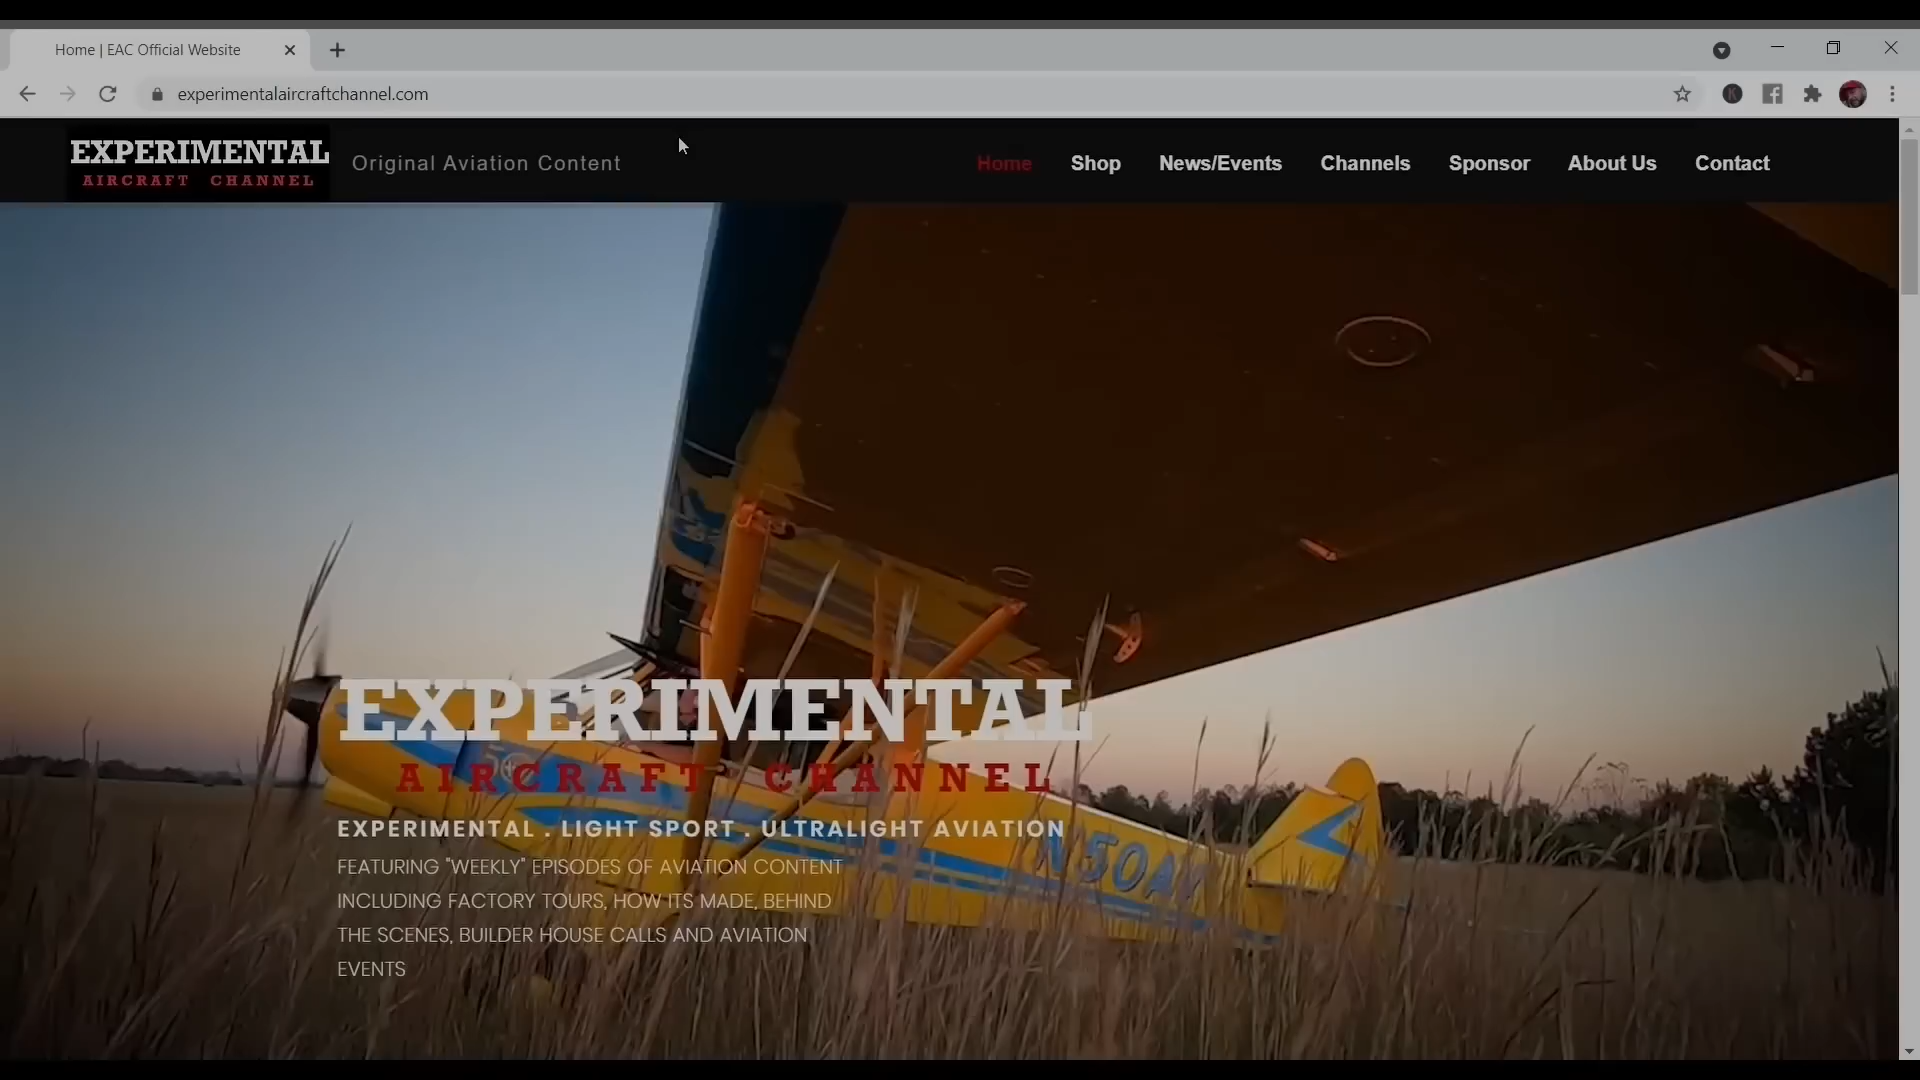 Home | EAC Official Website
experimentalaircraftchannel.com
EXPERIMENTAL
AIRCRAFT CHANNEL
Original Aviation Content
Home
Shop
News/Events
Channels
Sponsor
About Us
Contact
EXPERIMENTAL
AIRCRAFT CHANNEL
EXPERIMENTAL . LIGHT SPORT . ULTRALIGHT AVIATION
FEATURING "WEEKLY" EPISODES OF AVIATION CONTENT
INCLUDING FACTORY TOURS, HOW ITS MADE, BEHIND
THE SCENES, BUILDER HOUSE CALLS AND AVIATION
EVENTS